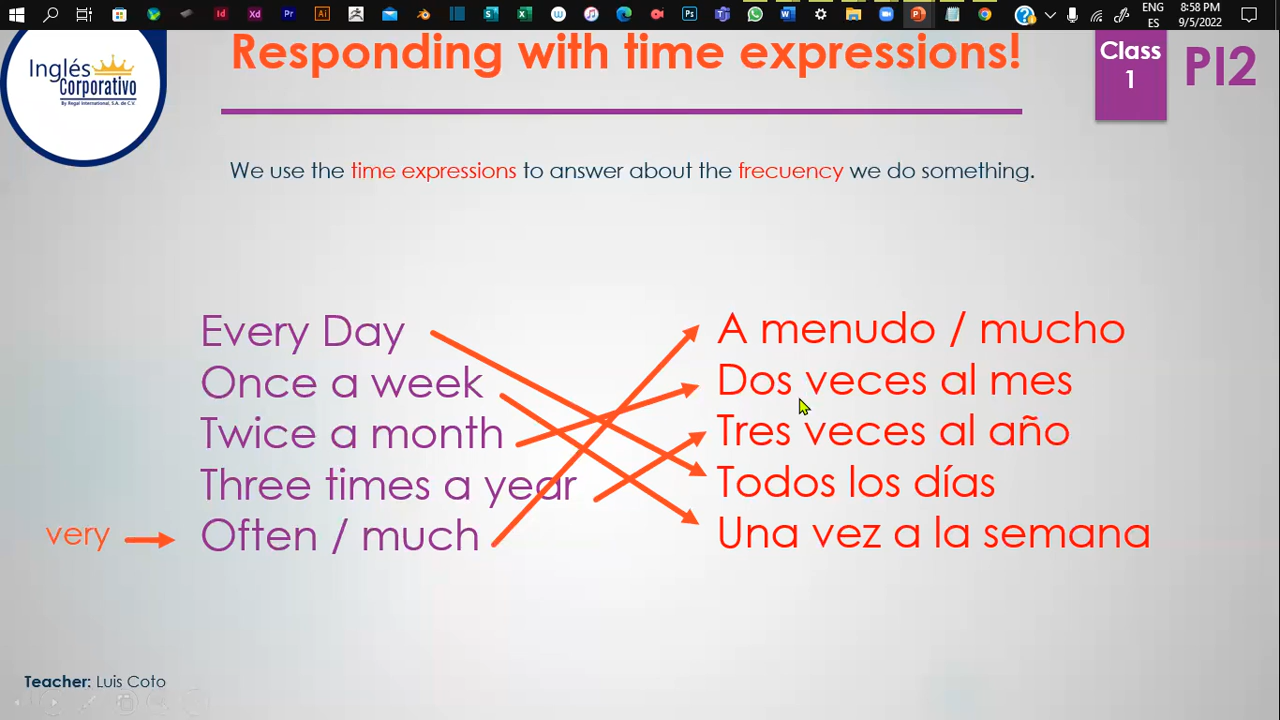 8:58 PM
ENG
ES
9/5/2022
Responding with time expressions!
Class
1
PI2
Inglés
Corporativo
By Regal International, S.A. de C.V.
We use the time expressions to answer about the frecuency we do something.
Every Day
Once a week
Twice a month
Three times a year
very
Often / much
A menudo / mucho
Dos veces al mes
Tres veces al año
Todos los días
Una vez a la semana
Teacher: Luis Coto